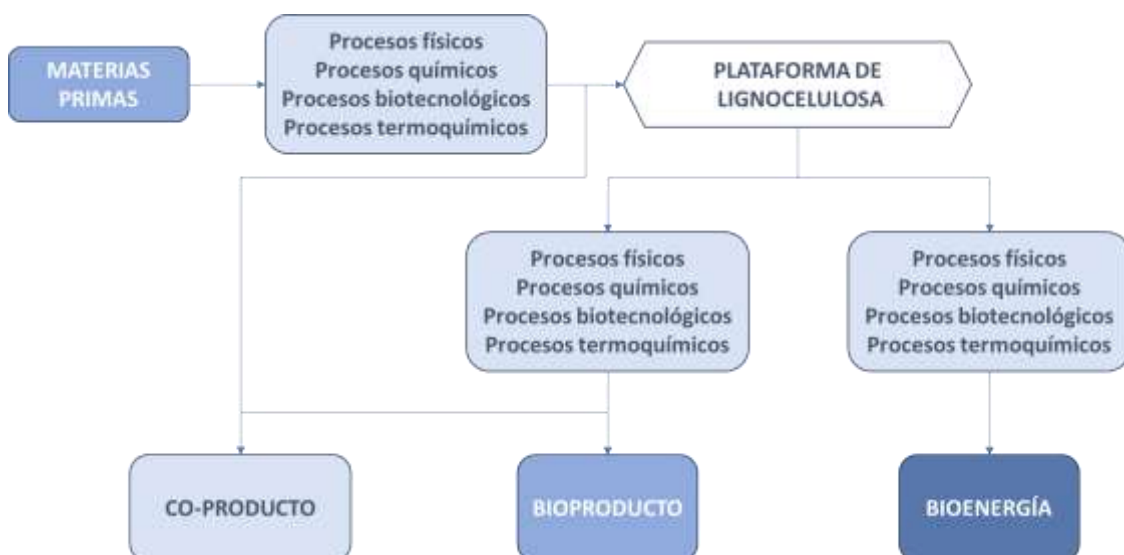 MATERIAS
PRIMAS
Procesos físicos
Procesos químicos
Procesos biotecnológicos
Procesos termoquímicos
PLATAFORMA DE
LIGNOCELULOSA
Procesos físicos
Procesos químicos
Procesos biotecnológicos
Procesos termoquímicos
Procesos físicos
Procesos químicos
Procesos biotecnológicos
Procesos termoquímicos
CO-PRODUCTO
BIOPRODUCTO
BIOENERGÍA